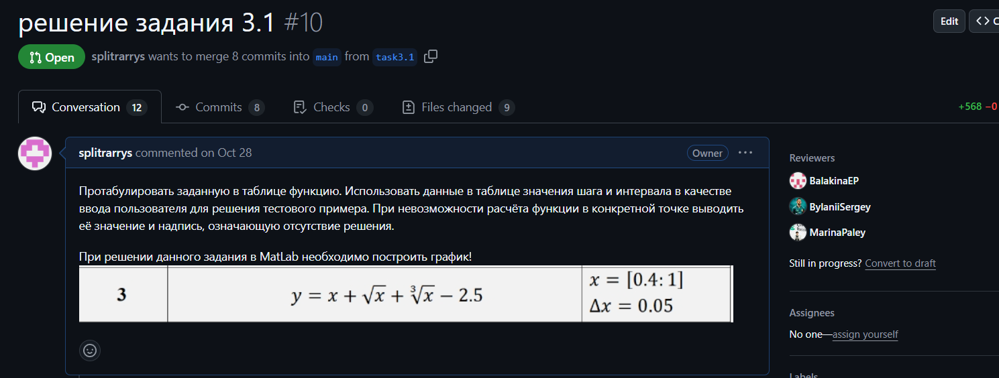 решение задания 3.1 #10
Edit
<> C
Open splitrarrys wants to merge 8 commits into main from task3.1
Conversation 12 Commits 8 Checks 0 Files changed 9
+568 −0
splitrarrys commented on Oct 28
Owner
Протабулировать заданную в таблице функцию. Использовать данные в таблице значения шага и интервала в качестве
ввода пользователя для решения тестового примера. При невозможности расчёта функции в конкретной точке выводить
её значение и надпись, означающую отсутствие решения.
При решении данного задания в MatLab необходимо построить график!
3
y = x + √x + ∛x − 2.5
x = [0.4: 1]
Δx = 0.05
Reviewers
BalakinaEP
BylaniiSergey
MarinaPaley
Still in progress? Convert to draft
Assignees
No one—assign yourself
Labels